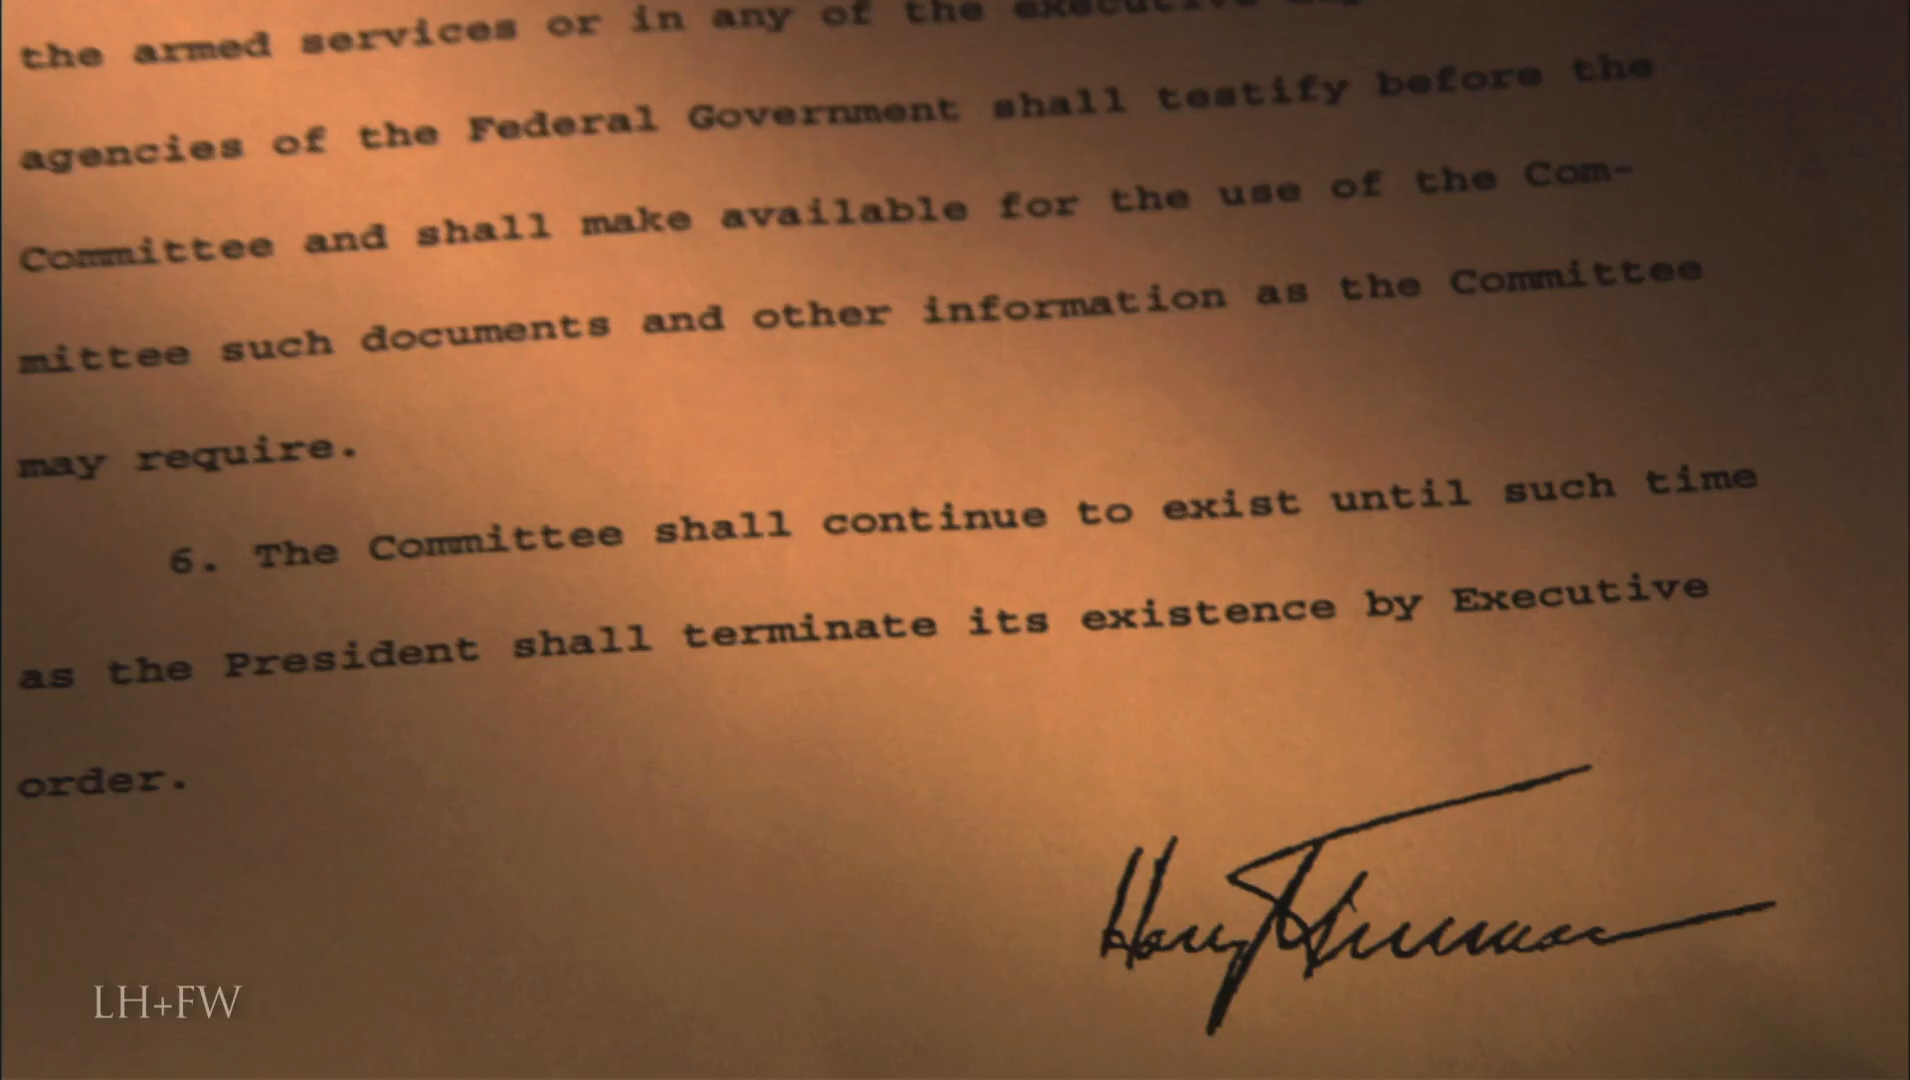 the armed services or in any of the executive
agencies of the Federal Government shall testify before the
Committee and shall make available for the use of the Com-
mittee such documents and other information as the Committee
may require.
6. The Committee shall continue to exist until such time
as the President shall terminate its existence by Executive
order.
Harry Truman
LH+FW